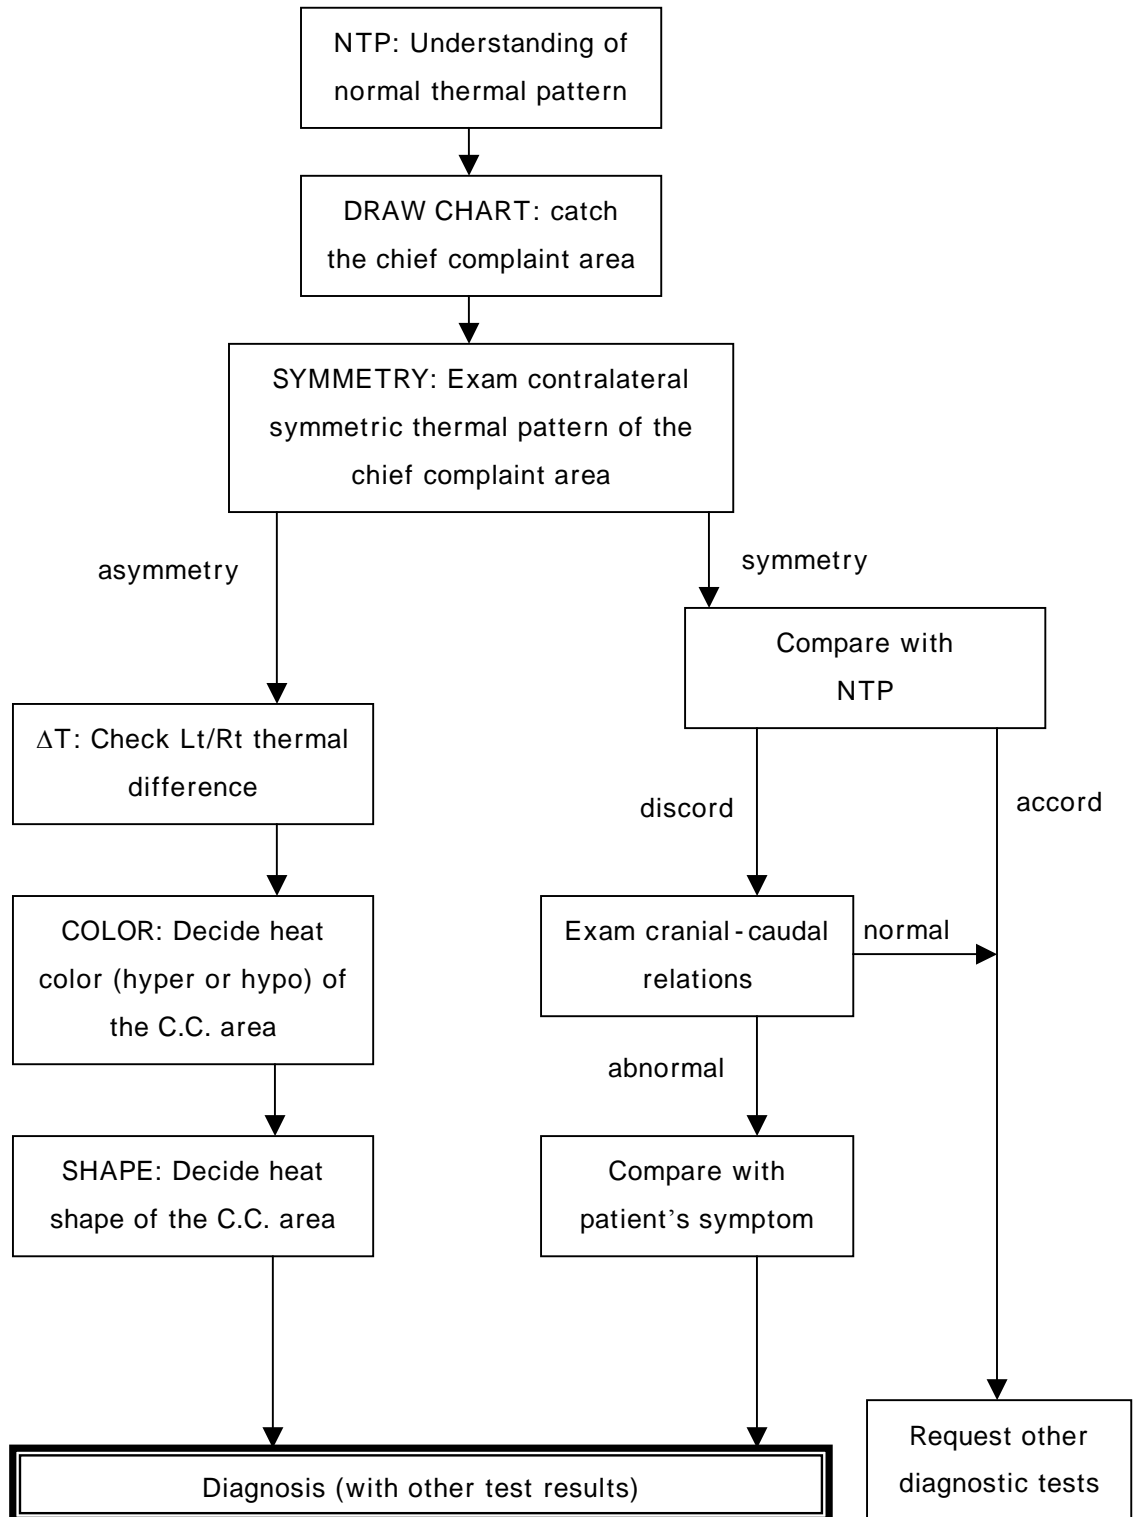 NTP: Understanding of
normal thermal pattern
DRAW CHART: catch
the chief complaint area
SYMMETRY: Exam contralateral
symmetric thermal pattern of the
chief complaint area
asymmetry
symmetry
Compare with
NTP
ΔT: Check Lt/Rt thermal
difference
discord
accord
COLOR: Decide heat
color (hyper or hypo) of
the C.C. area
Exam cranial-caudal
relations
normal
abnormal
SHAPE: Decide heat
shape of the C.C. area
Compare with
patient's symptom
Diagnosis (with other test results)
Request other
diagnostic tests